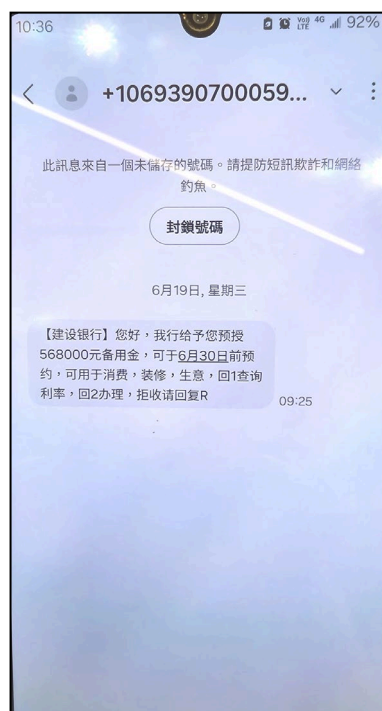 10:36
Vo)) LTE 4G 92%
+1069390700059...
此訊息來自一個未儲存的號碼。請提防短訊欺詐和網絡
釣魚。
封鎖號碼
6月19日, 星期三
【建设银行】您好，我行给予您预授
568000元备用金，可于6月30日前预
约，可用于消费，装修，生意，回1查询
利率，回2办理，拒收请回复R
09:25